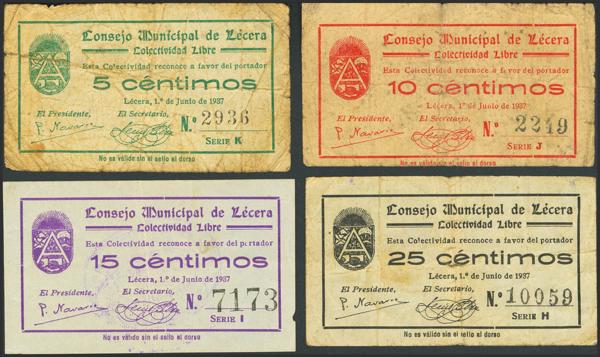 Consejo Municipal de Lécera
Colectividad Libre
Esta Colectividad reconoce a favor del portador
5 céntimos
Lécera, 1.º de Junio de 1937
El Presidente,
El Secretario,
P. Navarro
N.º 2936
SERIE K
No es válido sin el sello al dorso
Consejo Municipal de Lécera
Colectividad Libre
Esta Colectividad reconoce a favor del portador
10 céntimos
Lécera, 1.º de Junio de 1937
El Presidente,
El Secretario,
P. Navarro
N.º 2219
SERIE J
No es válido sin el sello al dorso
Consejo Municipal de Lécera
Colectividad Libre
Esta Colectividad reconoce a favor del portador
15 céntimos
Lécera, 1.º de Junio de 1937
El Presidente,
El Secretario,
P. Navarro
N.º 7173
SERIE I
No es válido sin el sello al dorso
Consejo Municipal de Lécera
Colectividad Libre
Esta Colectividad reconoce a favor del portador
25 céntimos
Lécera, 1.º de Junio de 1937
El Presidente,
El Secretario,
P. Navarro
N.º 10059
SERIE H
No es válido sin el sello al dorso